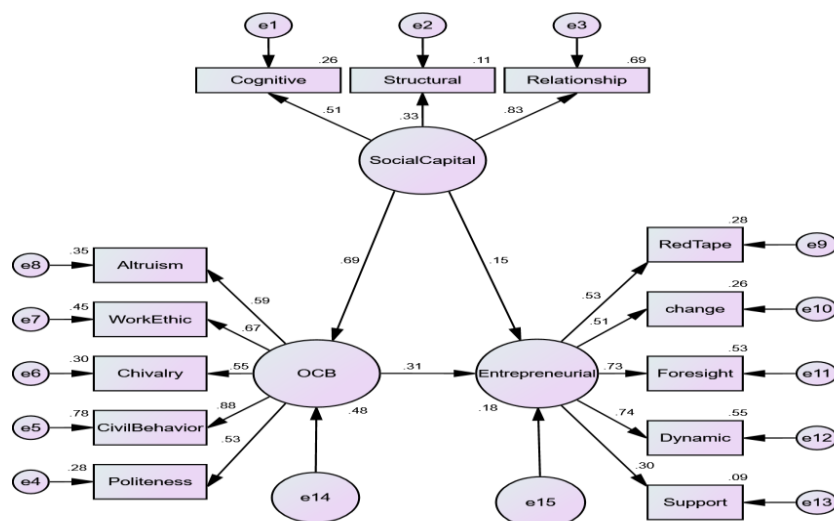 e1 e2 e3
.26 .11 .69
Cognitive Structural Relationship
.51 .33 .83
SocialCapital
.69 .15
.35 .28
e8 Altruism RedTape e9
.59 .53
.45 .26
e7 WorkEthic change e10
.67 .51
.30 .53
e6 Chivalry .55 OCB .31 Entrepreneurial .73 Foresight e11
.88 .74
.78 .48 .18 .55
e5 CivilBehavior Dynamic e12
.53 .30
.28 .09
e4 Politeness e14 e15 Support e13